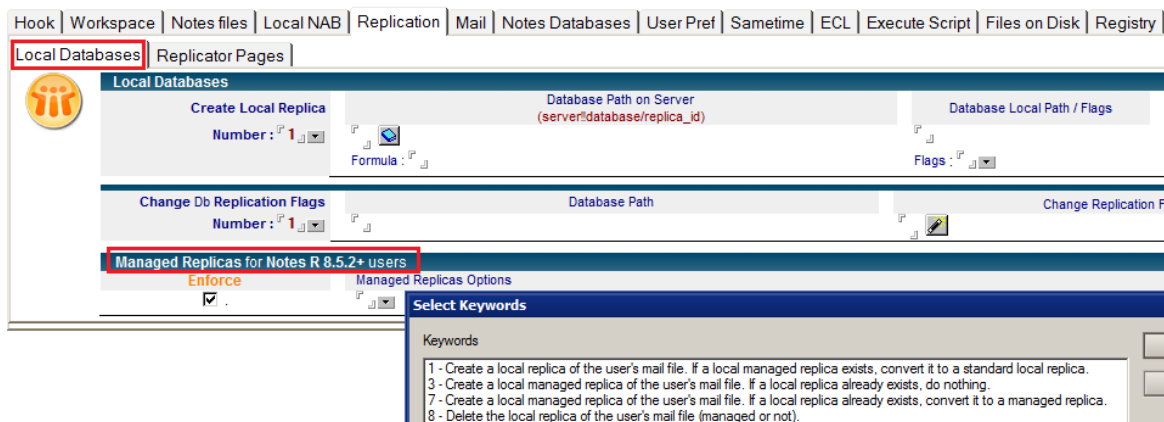 Hook Workspace Notes files Local NAB Replication Mail Notes Databases User Pref Sametime ECL Execute Script Files on Disk Registry
Local Databases Replicator Pages
Local Databases
Create Local Replica Database Path on Server Database Local Path / Flags
(server!!database/replica_id)
Number : 1
Formula : Flags :
Change Db Replication Flags Database Path Change Replication F
Number : 1
Managed Replicas for Notes R 8.5.2+ users
Enforce Managed Replicas Options
.
Select Keywords
Keywords
1 - Create a local replica of the user's mail file. If a local managed replica exists, convert it to a standard local replica.
3 - Create a local managed replica of the user's mail file. If a local replica already exists, do nothing.
7 - Create a local managed replica of the user's mail file. If a local replica already exists, convert it to a managed replica.
8 - Delete the local replica of the user's mail file (managed or not).